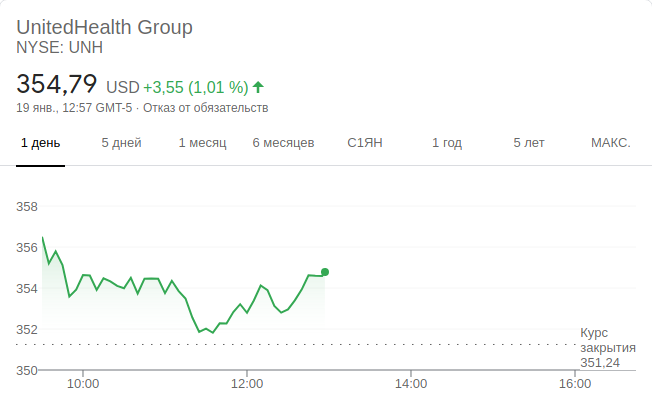 UnitedHealth Group
NYSE: UNH
354,79 USD +3,55 (1,01 %)
19 янв., 12:57 GMT-5 · Отказ от обязательств
1 день 5 дней 1 месяц 6 месяцев С1ЯН 1 год 5 лет МАКС.
358
356
354
352
Курс
закрытия
351,24
350
10:00 12:00 14:00 16:00